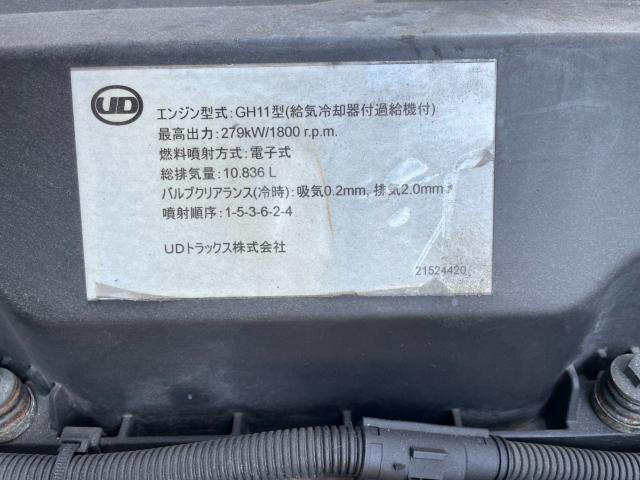 UD
エンジン型式:GH11型(給気冷却器付過給機付)
最高出力:279kW/1800 r.p.m.
燃料噴射方式:電子式
総排気量:10.836 L
バルブクリアランス(冷時):吸気0.2mm, 排気2.0mm
噴射順序:1-5-3-6-2-4
UDトラックス株式会社
21524420